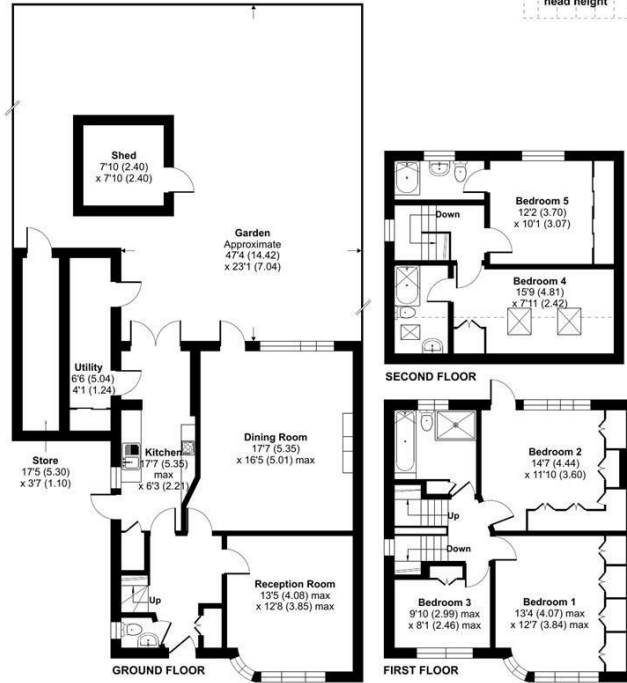 head height
Shed
7'10 (2.40)
x 7'10 (2.40)
Garden
Approximate
47'4 (14.42)
x 23'1 (7.04)
Utility
6'6 (5.04)
4'1 (1.24)
Store
17'5 (5.30)
x 3'7 (1.10)
Kitchen
17'7 (5.35)
max
x 6'3 (2.21)
Dining Room
17'7 (5.35)
x 16'5 (5.01) max
Up
Reception Room
13'5 (4.08) max
x 12'8 (3.85) max
GROUND FLOOR
Down
Bedroom 5
12'2 (3.70)
x 10'1 (3.07)
Bedroom 4
15'9 (4.81)
x 7'11 (2.42)
SECOND FLOOR
Bedroom 2
14'7 (4.44)
x 11'10 (3.60)
Up
Down
Bedroom 3
9'10 (2.99) max
x 8'1 (2.46) max
Bedroom 1
13'4 (4.07) max
x 12'7 (3.84) max
FIRST FLOOR